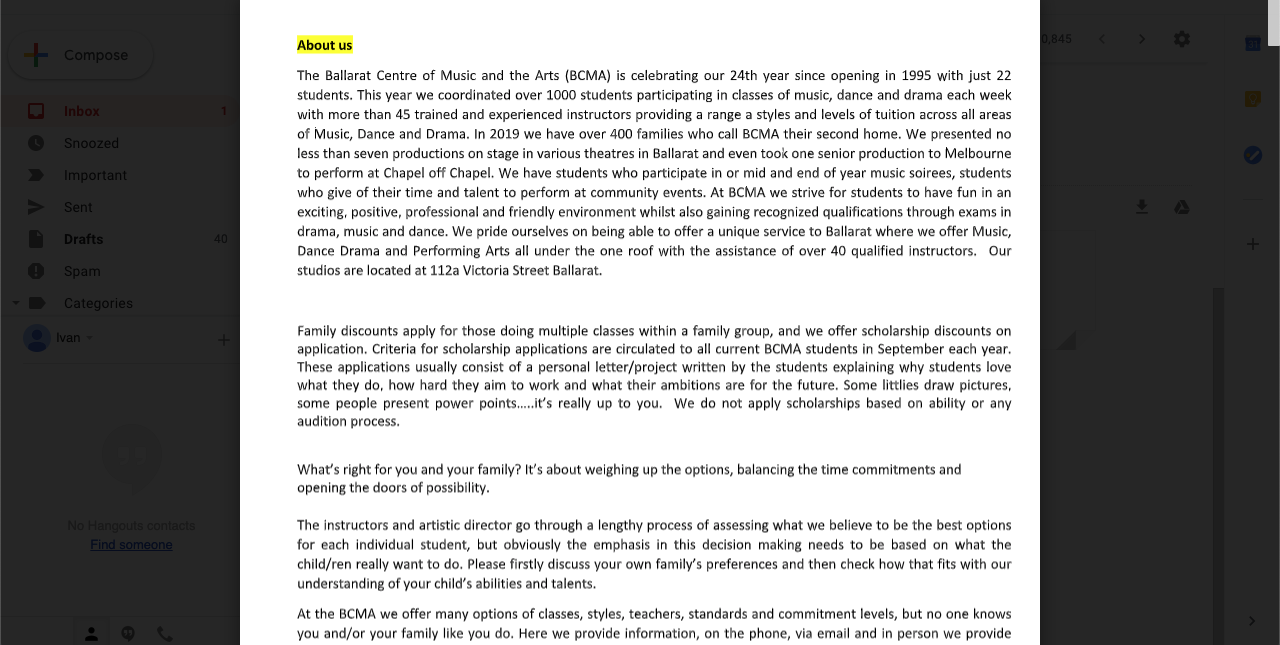 About us
The Ballarat Centre of Music and the Arts (BCMA) is celebrating our 24th year since opening in 1995 with just 22
students. This year we coordinated over 1000 students participating in classes of music, dance and drama each week
with more than 45 trained and experienced instructors providing a range a styles and levels of tuition across all areas
of Music, Dance and Drama. In 2019 we have over 400 families who call BCMA their second home. We presented no
less than seven productions on stage in various theatres in Ballarat and even took one senior production to Melbourne
to perform at Chapel off Chapel. We have students who participate in or mid and end of year music soirees, students
who give of their time and talent to perform at community events. At BCMA we strive for students to have fun in an
exciting, positive, professional and friendly environment whilst also gaining recognized qualifications through exams in
drama, music and dance. We pride ourselves on being able to offer a unique service to Ballarat where we offer Music,
Dance Drama and Performing Arts all under the one roof with the assistance of over 40 qualified instructors. Our
studios are located at 112a Victoria Street Ballarat.
Family discounts apply for those doing multiple classes within a family group, and we offer scholarship discounts on
application. Criteria for scholarship applications are circulated to all current BCMA students in September each year.
These applications usually consist of a personal letter/project written by the students explaining why students love
what they do, how hard they aim to work and what their ambitions are for the future. Some littlies draw pictures,
some people present power points.....it's really up to you. We do not apply scholarships based on ability or any
audition process.
What's right for you and your family? It's about weighing up the options, balancing the time commitments and
opening the doors of possibility.
The instructors and artistic director go through a lengthy process of assessing what we believe to be the best options
for each individual student, but obviously the emphasis in this decision making needs to be based on what the
child/ren really want to do. Please firstly discuss your own family's preferences and then check how that fits with our
understanding of your child's abilities and talents.
At the BCMA we offer many options of classes, styles, teachers, standards and commitment levels, but no one knows
you and/or your family like you do. Here we provide information, on the phone, via email and in person we provide
Compose
Inbox 1
Snoozed
Important
Sent
Drafts 40
Spam
Categories
Ivan
No Hangouts contacts
Find someone
0,845